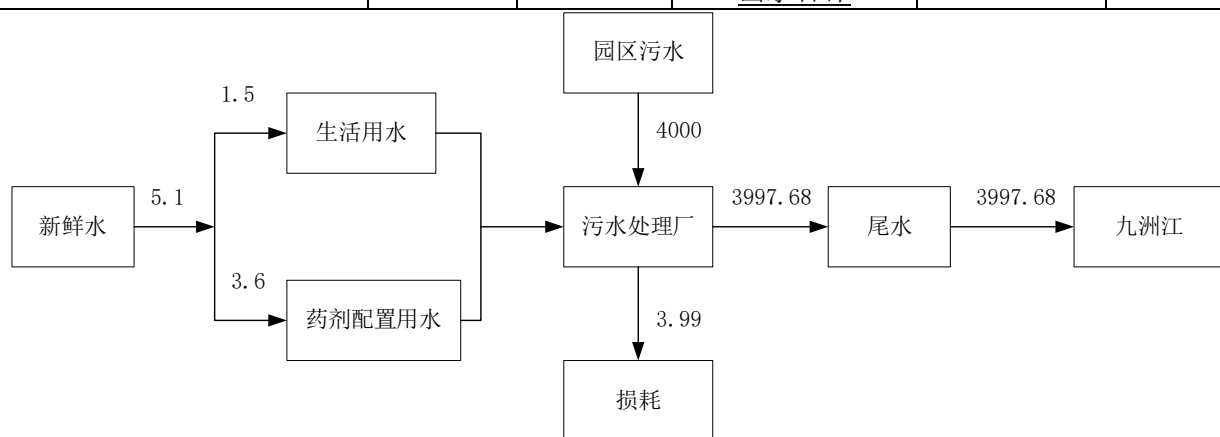 园区污水
1.5
生活用水
4000
新鲜水
5.1
污水处理厂
3997.68
尾水
3997.68
九洲江
3.6
药剂配置用水
3.99
损耗